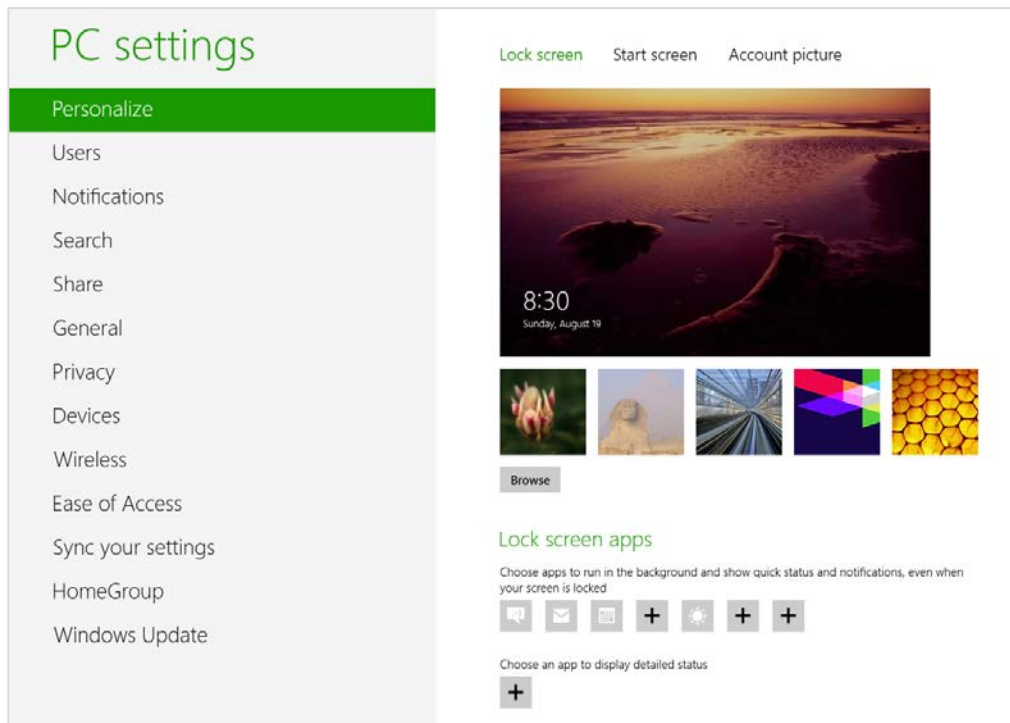 PC settings
Personalize
Users
Notifications
Search
Share
General
Privacy
Devices
Wireless
Ease of Access
Sync your settings
HomeGroup
Windows Update
Lock screen Start screen Account picture
8:30
Sunday, August 19
Browse
Lock screen apps
Choose apps to run in the background and show quick status and notifications, even when
your screen is locked
Choose an app to display detailed status